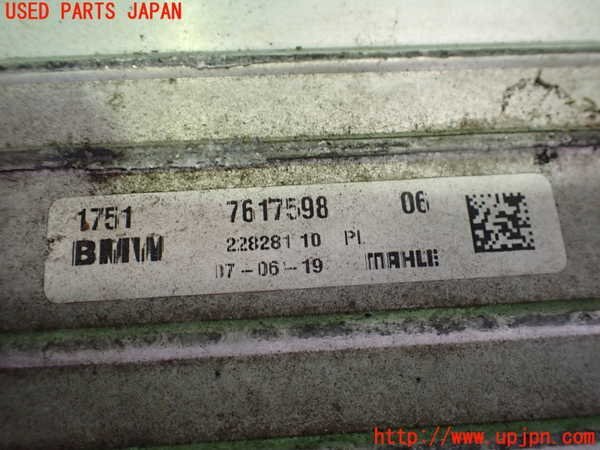 USED PARTS JAPAN
1751 7617598 06
BMW 228281 10 PL
07-06-19 MAHLE
http://www.upjpn.com/